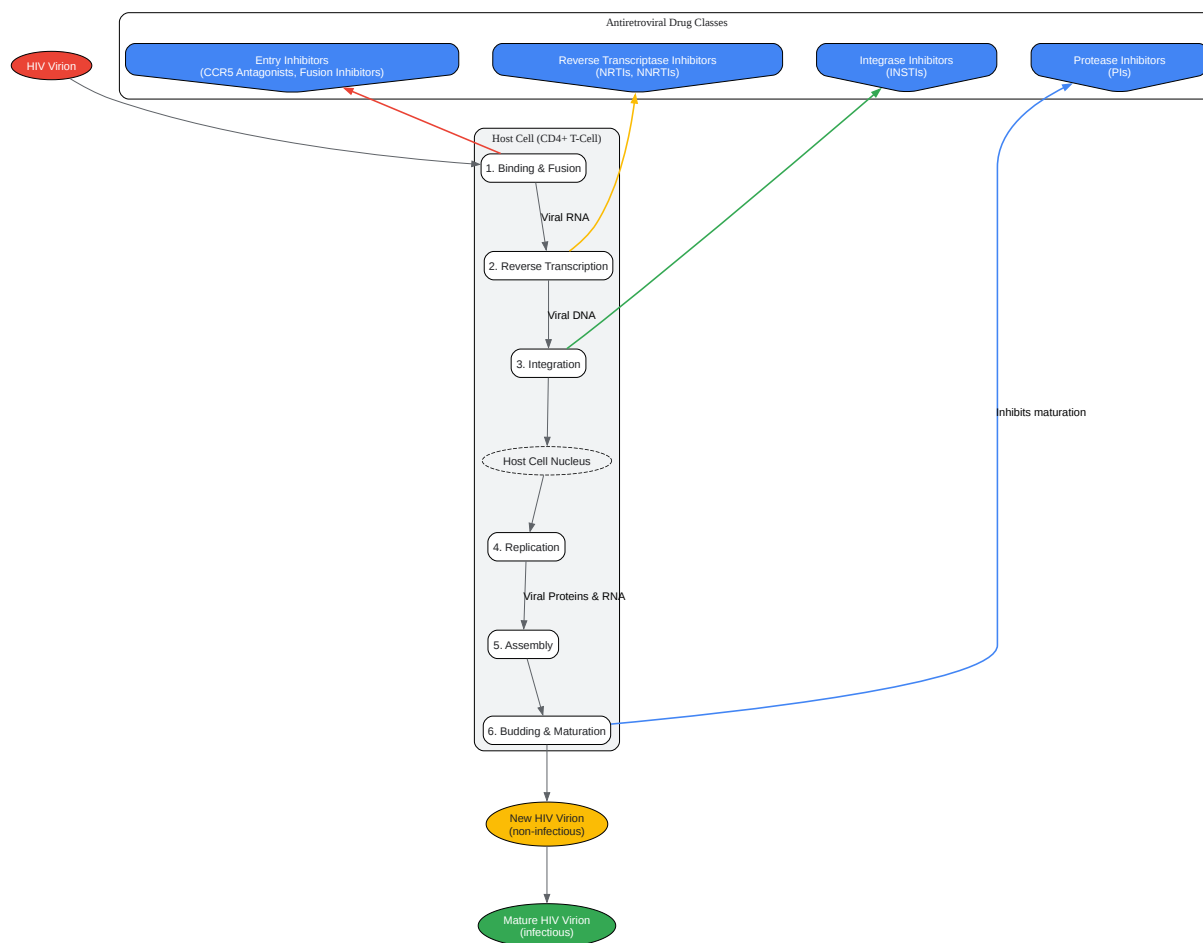 Antiretroviral Drug Classes
HIV Virion
Entry Inhibitors
(CCR5 Antagonists, Fusion Inhibitors)
Reverse Transcriptase Inhibitors
(NRTIs, NNRTIs)
Integrase Inhibitors
(INSTIs)
Protease Inhibitors
(PIs)
Host Cell (CD4+ T-Cell)
1. Binding & Fusion
Viral RNA
2. Reverse Transcription
Viral DNA
3. Integration
Inhibits maturation
Host Cell Nucleus
4. Replication
Viral Proteins & RNA
5. Assembly
6. Budding & Maturation
New HIV Virion
(non-infectious)
Mature HIV Virion
(infectious)